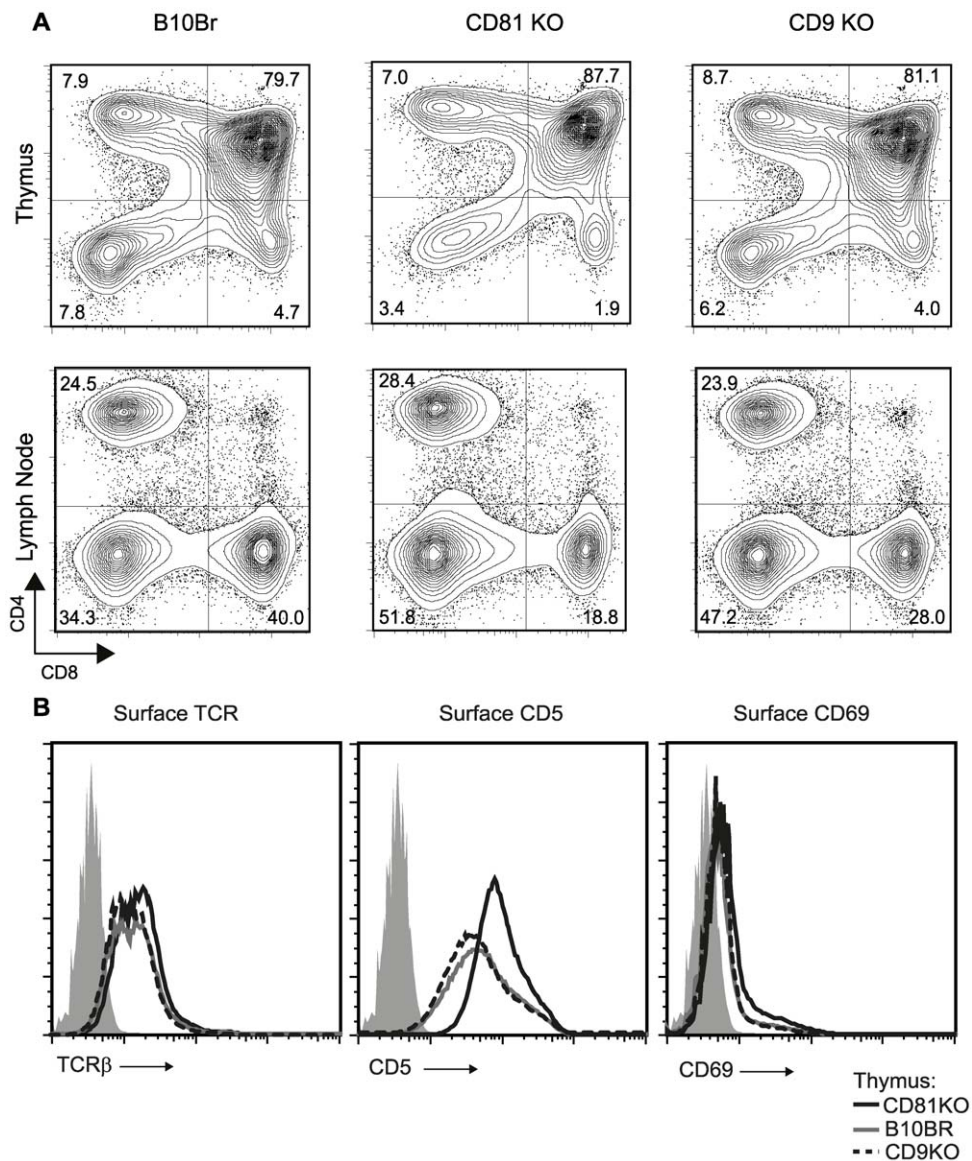 A
B10Br
CD81 KO
CD9 KO
Thymus
7.9
79.7
7.8
4.7
7.0
87.7
3.4
1.9
8.7
81.1
6.2
4.0
Lymph Node
24.5
34.3
40.0
28.4
51.8
18.8
23.9
47.2
28.0
CD4
CD8
B
Surface TCR
Surface CD5
Surface CD69
TCRβ
CD5
CD69
Thymus:
CD81KO
B10BR
CD9KO